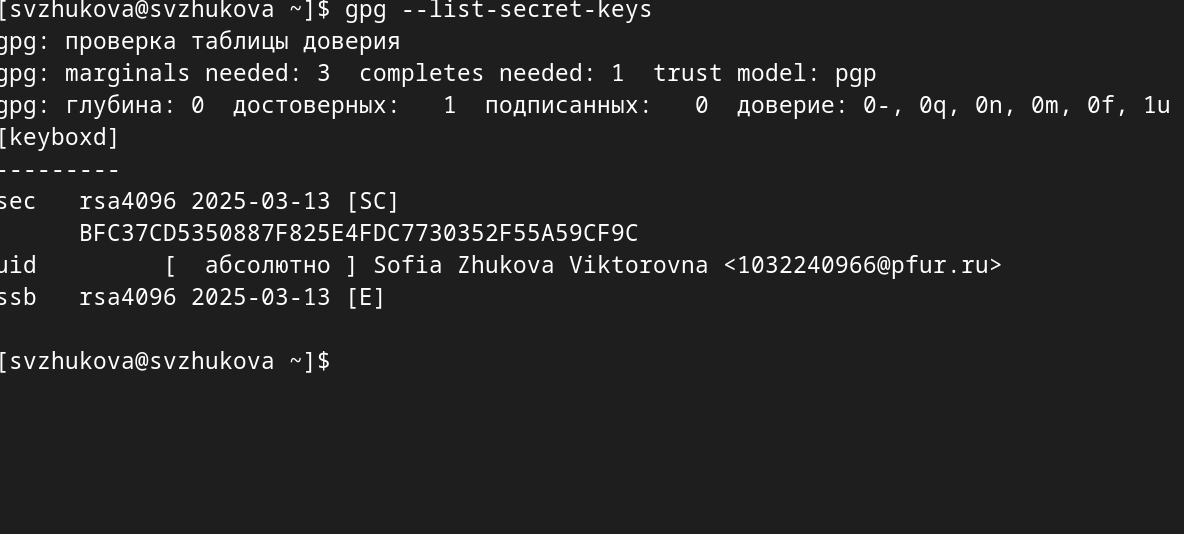 [svzhukova@svzhukova ~]$ gpg --list-secret-keys
gpg: проверка таблицы доверия
gpg: marginals needed: 3  completes needed: 1  trust model: pgp
gpg: глубина: 0  достоверных:   1  подписанных:   0  доверие: 0-, 0q, 0n, 0m, 0f, 1u
[keyboxd]
---------
sec   rsa4096 2025-03-13 [SC]
      BFC37CD5350887F825E4FDC7730352F55A59CF9C
uid         [  абсолютно ] Sofia Zhukova Viktorovna <1032240966@pfur.ru>
ssb   rsa4096 2025-03-13 [E]
[svzhukova@svzhukova ~]$